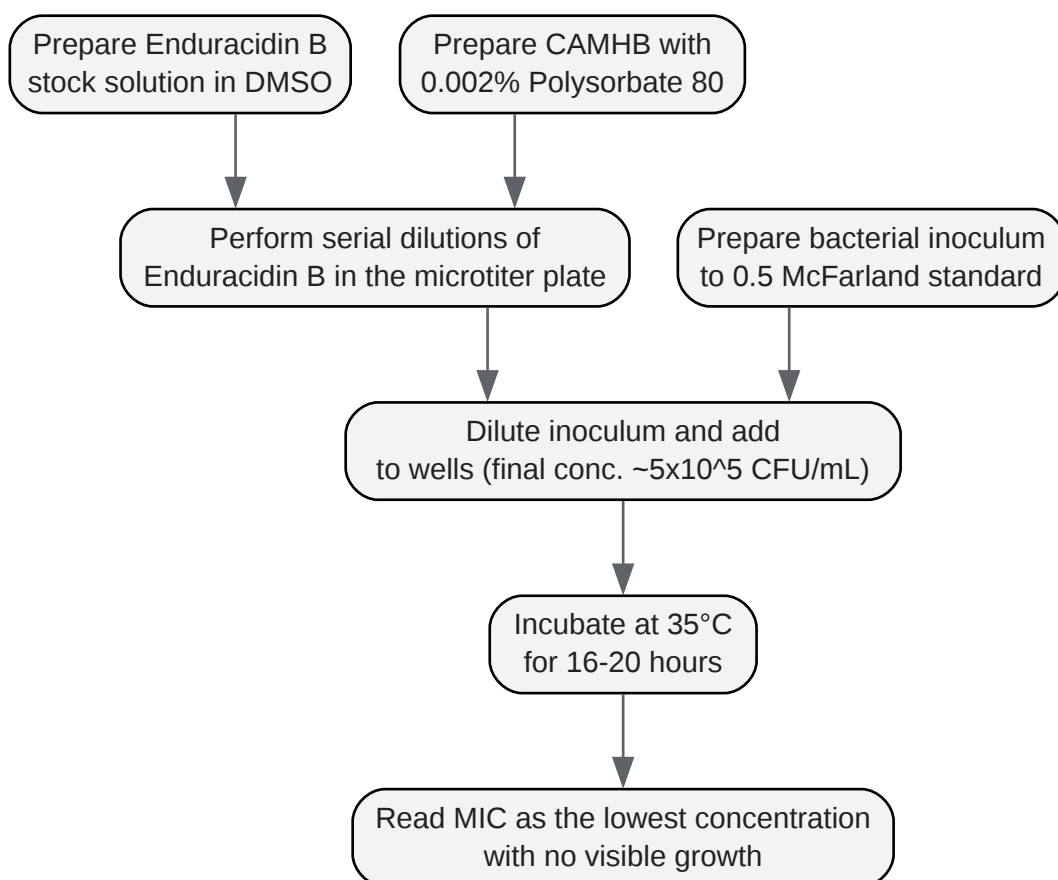 Prepare Enduracidin B
stock solution in DMSO
Prepare CAMHB with
0.002% Polysorbate 80
Perform serial dilutions of
Enduracidin B in the microtiter plate
Prepare bacterial inoculum
to 0.5 McFarland standard
Dilute inoculum and add
to wells (final conc. ~5x10^5 CFU/mL)
Incubate at 35°C
for 16-20 hours
Read MIC as the lowest concentration
with no visible growth